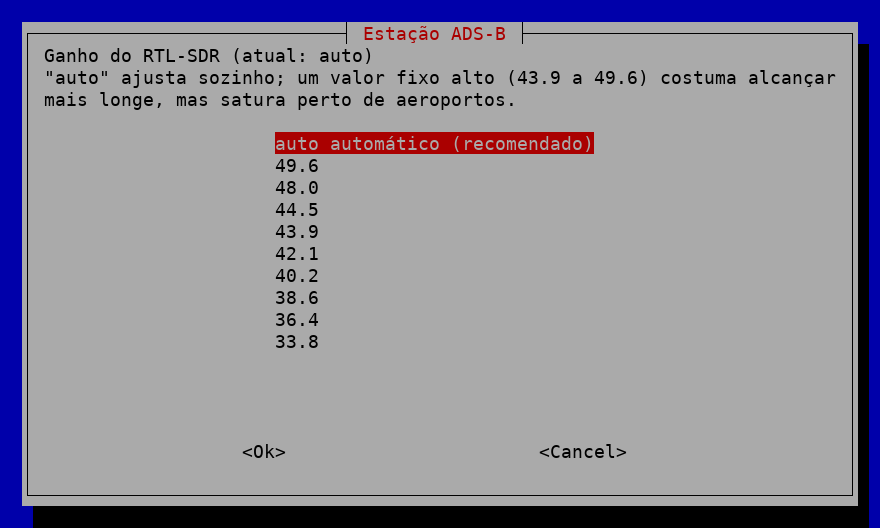 Estação ADS-B
Ganho do RTL-SDR (atual: auto)
"auto" ajusta sozinho; um valor fixo alto (43.9 a 49.6) costuma alcançar
mais longe, mas satura perto de aeroportos.
auto automático (recomendado)
49.6
48.0
44.5
43.9
42.1
40.2
38.6
36.4
33.8
<Ok> <Cancel>